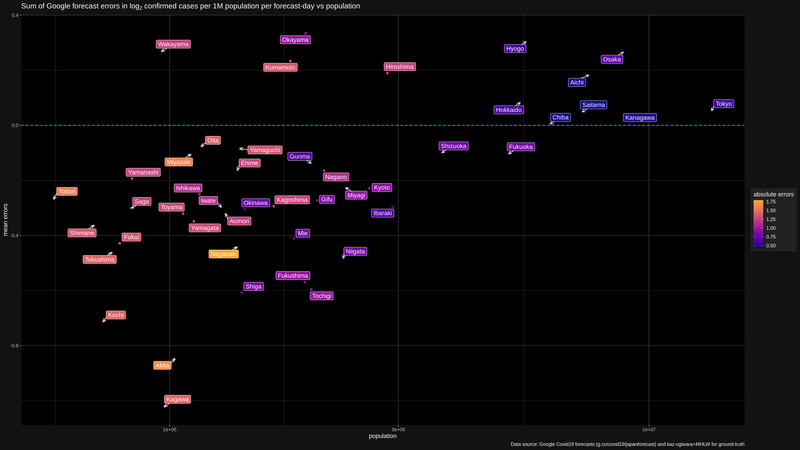 Sum of Google forecast errors in log2 confirmed cases per 1M population per forecast-day vs population
0.4
Okayama
Wakayama
Hyogo
Osaka
Kumamoto
Hiroshima
Aichi
Saitama
Tokyo
Hokkaido
Chiba
Kanagawa
0.0
Oita
Shizuoka
Fukuoka
Yamaguchi
Gunma
Miyazaki
Ehime
Yamanashi
Nagano
Ishikawa
Kyoto
Tottori
Miyagi
Saga
Iwate
Okinawa
Kagoshima
Gifu
Toyama
Ibaraki
Aomori
Yamagata
Shimane
Fukui
Mie
-0.4
Nagasaki
Niigata
Tokushima
Fukushima
Shiga
Tochigi
Kochi
-0.8
Akita
Kagawa
mean errors
1e+06
3e+06
1e+07
population
absolute errors
1.75
1.50
1.25
1.00
0.75
0.50
Data source: Google Covid19 forecasts (g.co/covid19/japanforecast) and kaz-ogiwara+MHLW for ground-truth